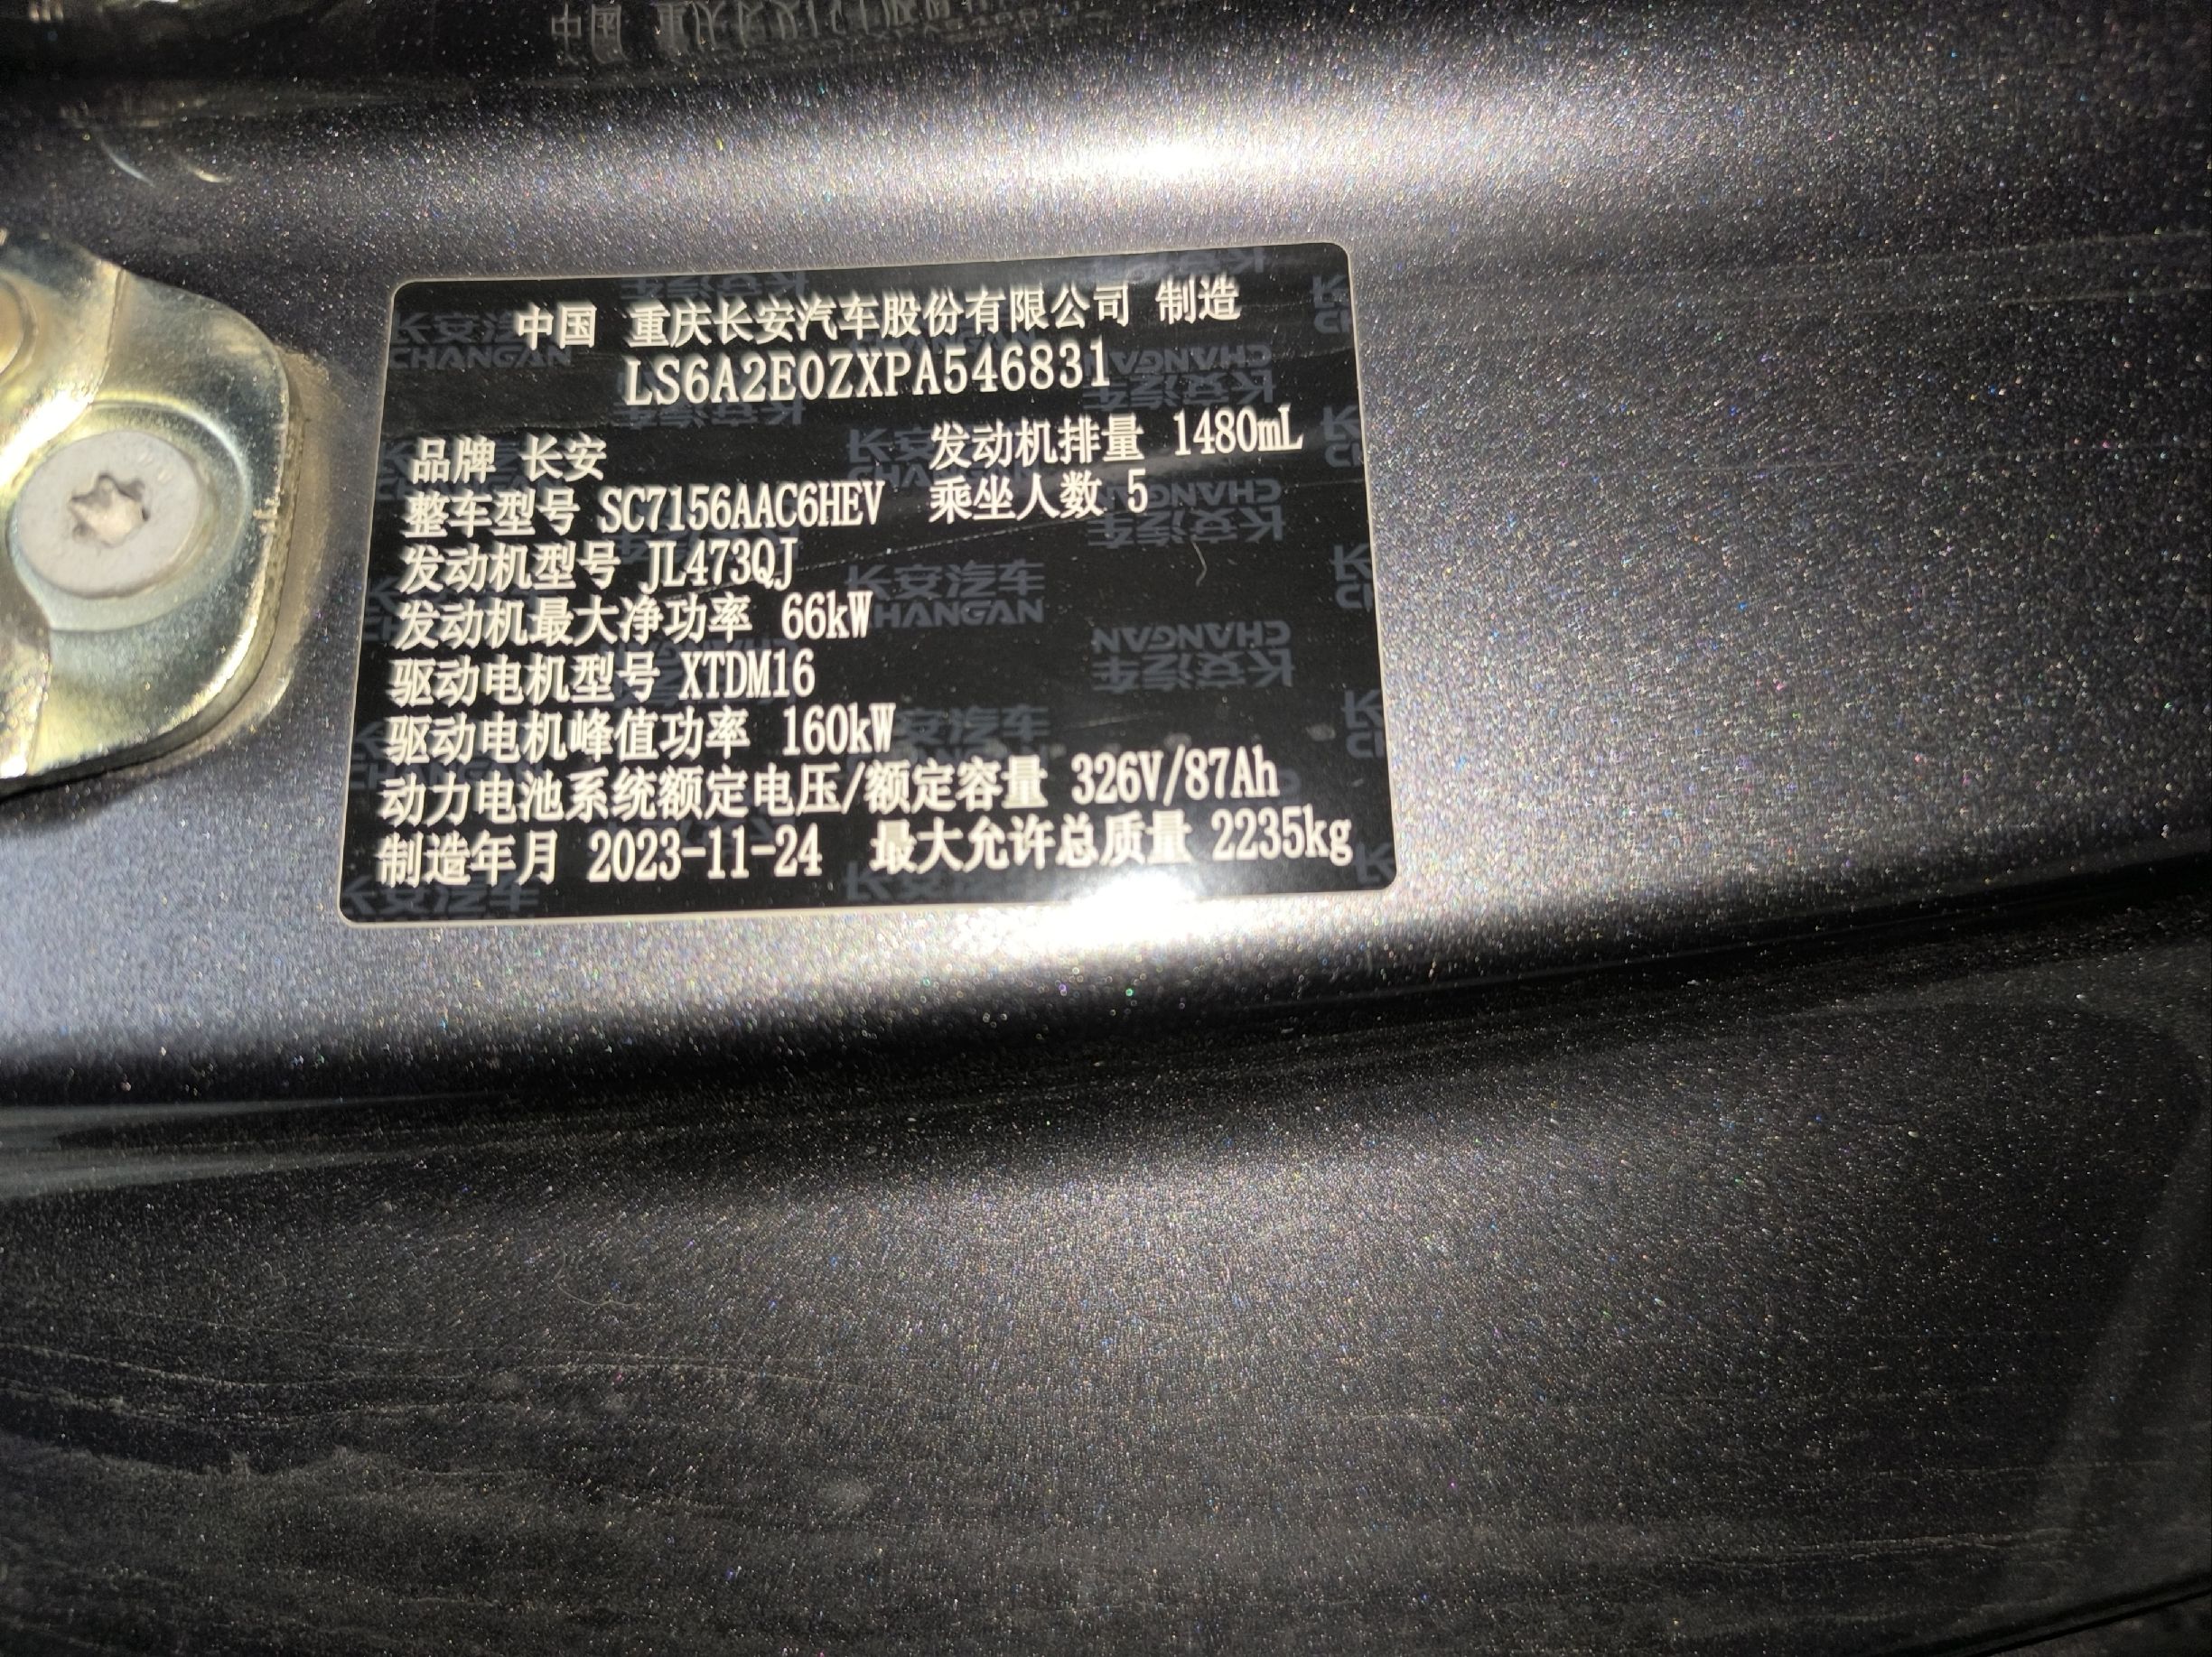 中国 重庆长安汽车股份有限公司 制造
LS6A2E0ZXPA546831
品牌 长安 发动机排量 1480mL
整车型号 SC7156AAC6HEV 乘坐人数 5
发动机型号 JL473QJ
发动机最大净功率 66kW
驱动电机型号 XTDM16
驱动电机峰值功率 160kW
动力电池系统额定电压/额定容量 326V/87Ah
制造年月 2023-11-24 最大允许总质量 2235kg
长安汽车
CHANGAN